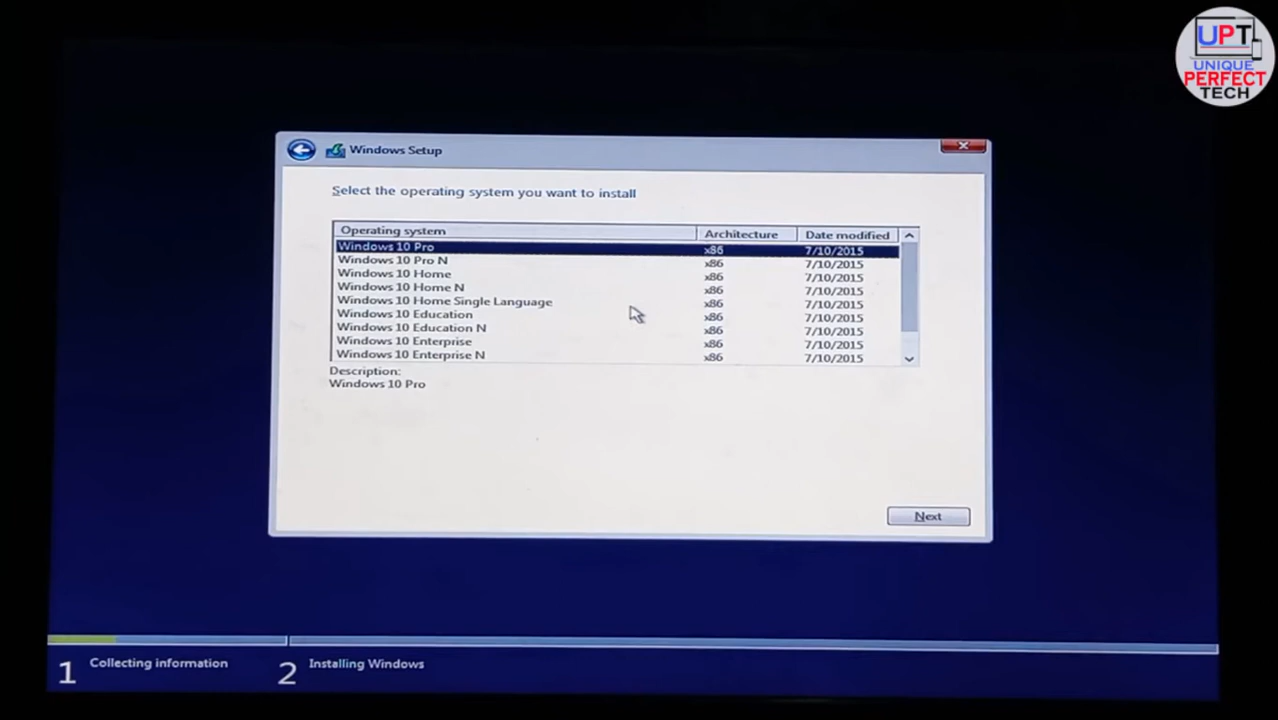 UPT
UNIQUE
PERFECT
TECH
Windows Setup
Select the operating system you want to install
Operating system Architecture Date modified
Windows 10 Pro x86 7/10/2015
Windows 10 Pro N x86 7/10/2015
Windows 10 Home x86 7/10/2015
Windows 10 Home N x86 7/10/2015
Windows 10 Home Single Language x86 7/10/2015
Windows 10 Education x86 7/10/2015
Windows 10 Education N x86 7/10/2015
Windows 10 Enterprise x86 7/10/2015
Windows 10 Enterprise N x86 7/10/2015
Description:
Windows 10 Pro
Next
1 Collecting information 2 Installing Windows